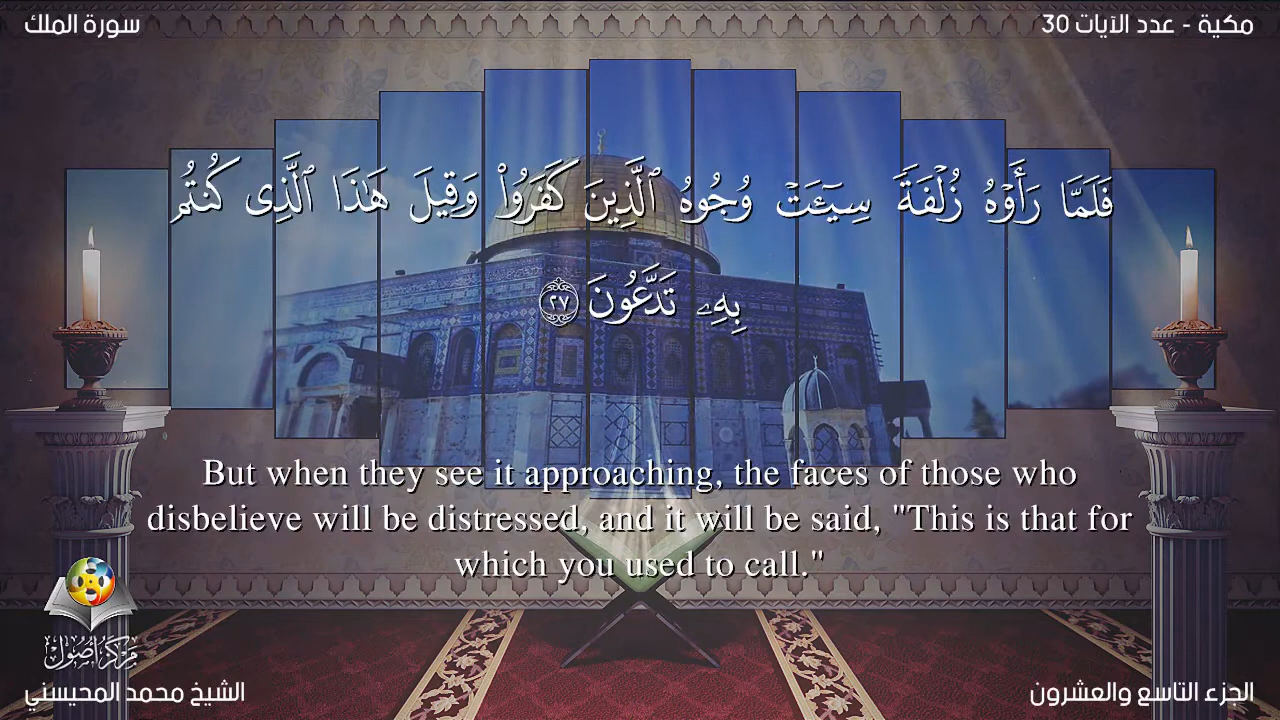 سورة الملك
مكية - عدد الآيات 30
فَلَمَّا رَأَوْهُ زُلْفَةً سِيٓـَٔتْ وُجُوهُ ٱلَّذِينَ كَفَرُوا۟ وَقِيلَ هَٰذَا ٱلَّذِى كُنتُم
بِهِۦ تَدَّعُونَ ٢٧
But when they see it approaching, the faces of those who
disbelieve will be distressed, and it will be said, "This is that for
which you used to call."
مركز أصول
الشيخ محمد المحيسني
الجزء التاسع والعشرون